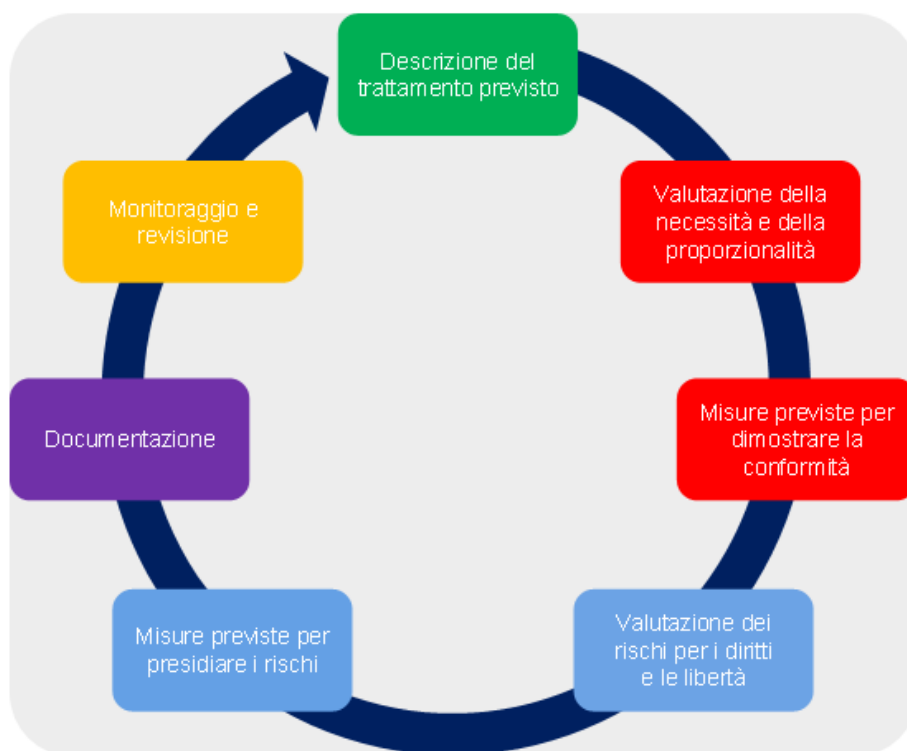 Descrizione del
trattamento previsto
Valutazione della
necessità e della
proporzionalità
Misure previste per
dimostrare la
conformità
Valutazione dei
rischi per i diritti
e le libertà
Misure previste per
presidiare i rischi
Documentazione
Monitoraggio e
revisione